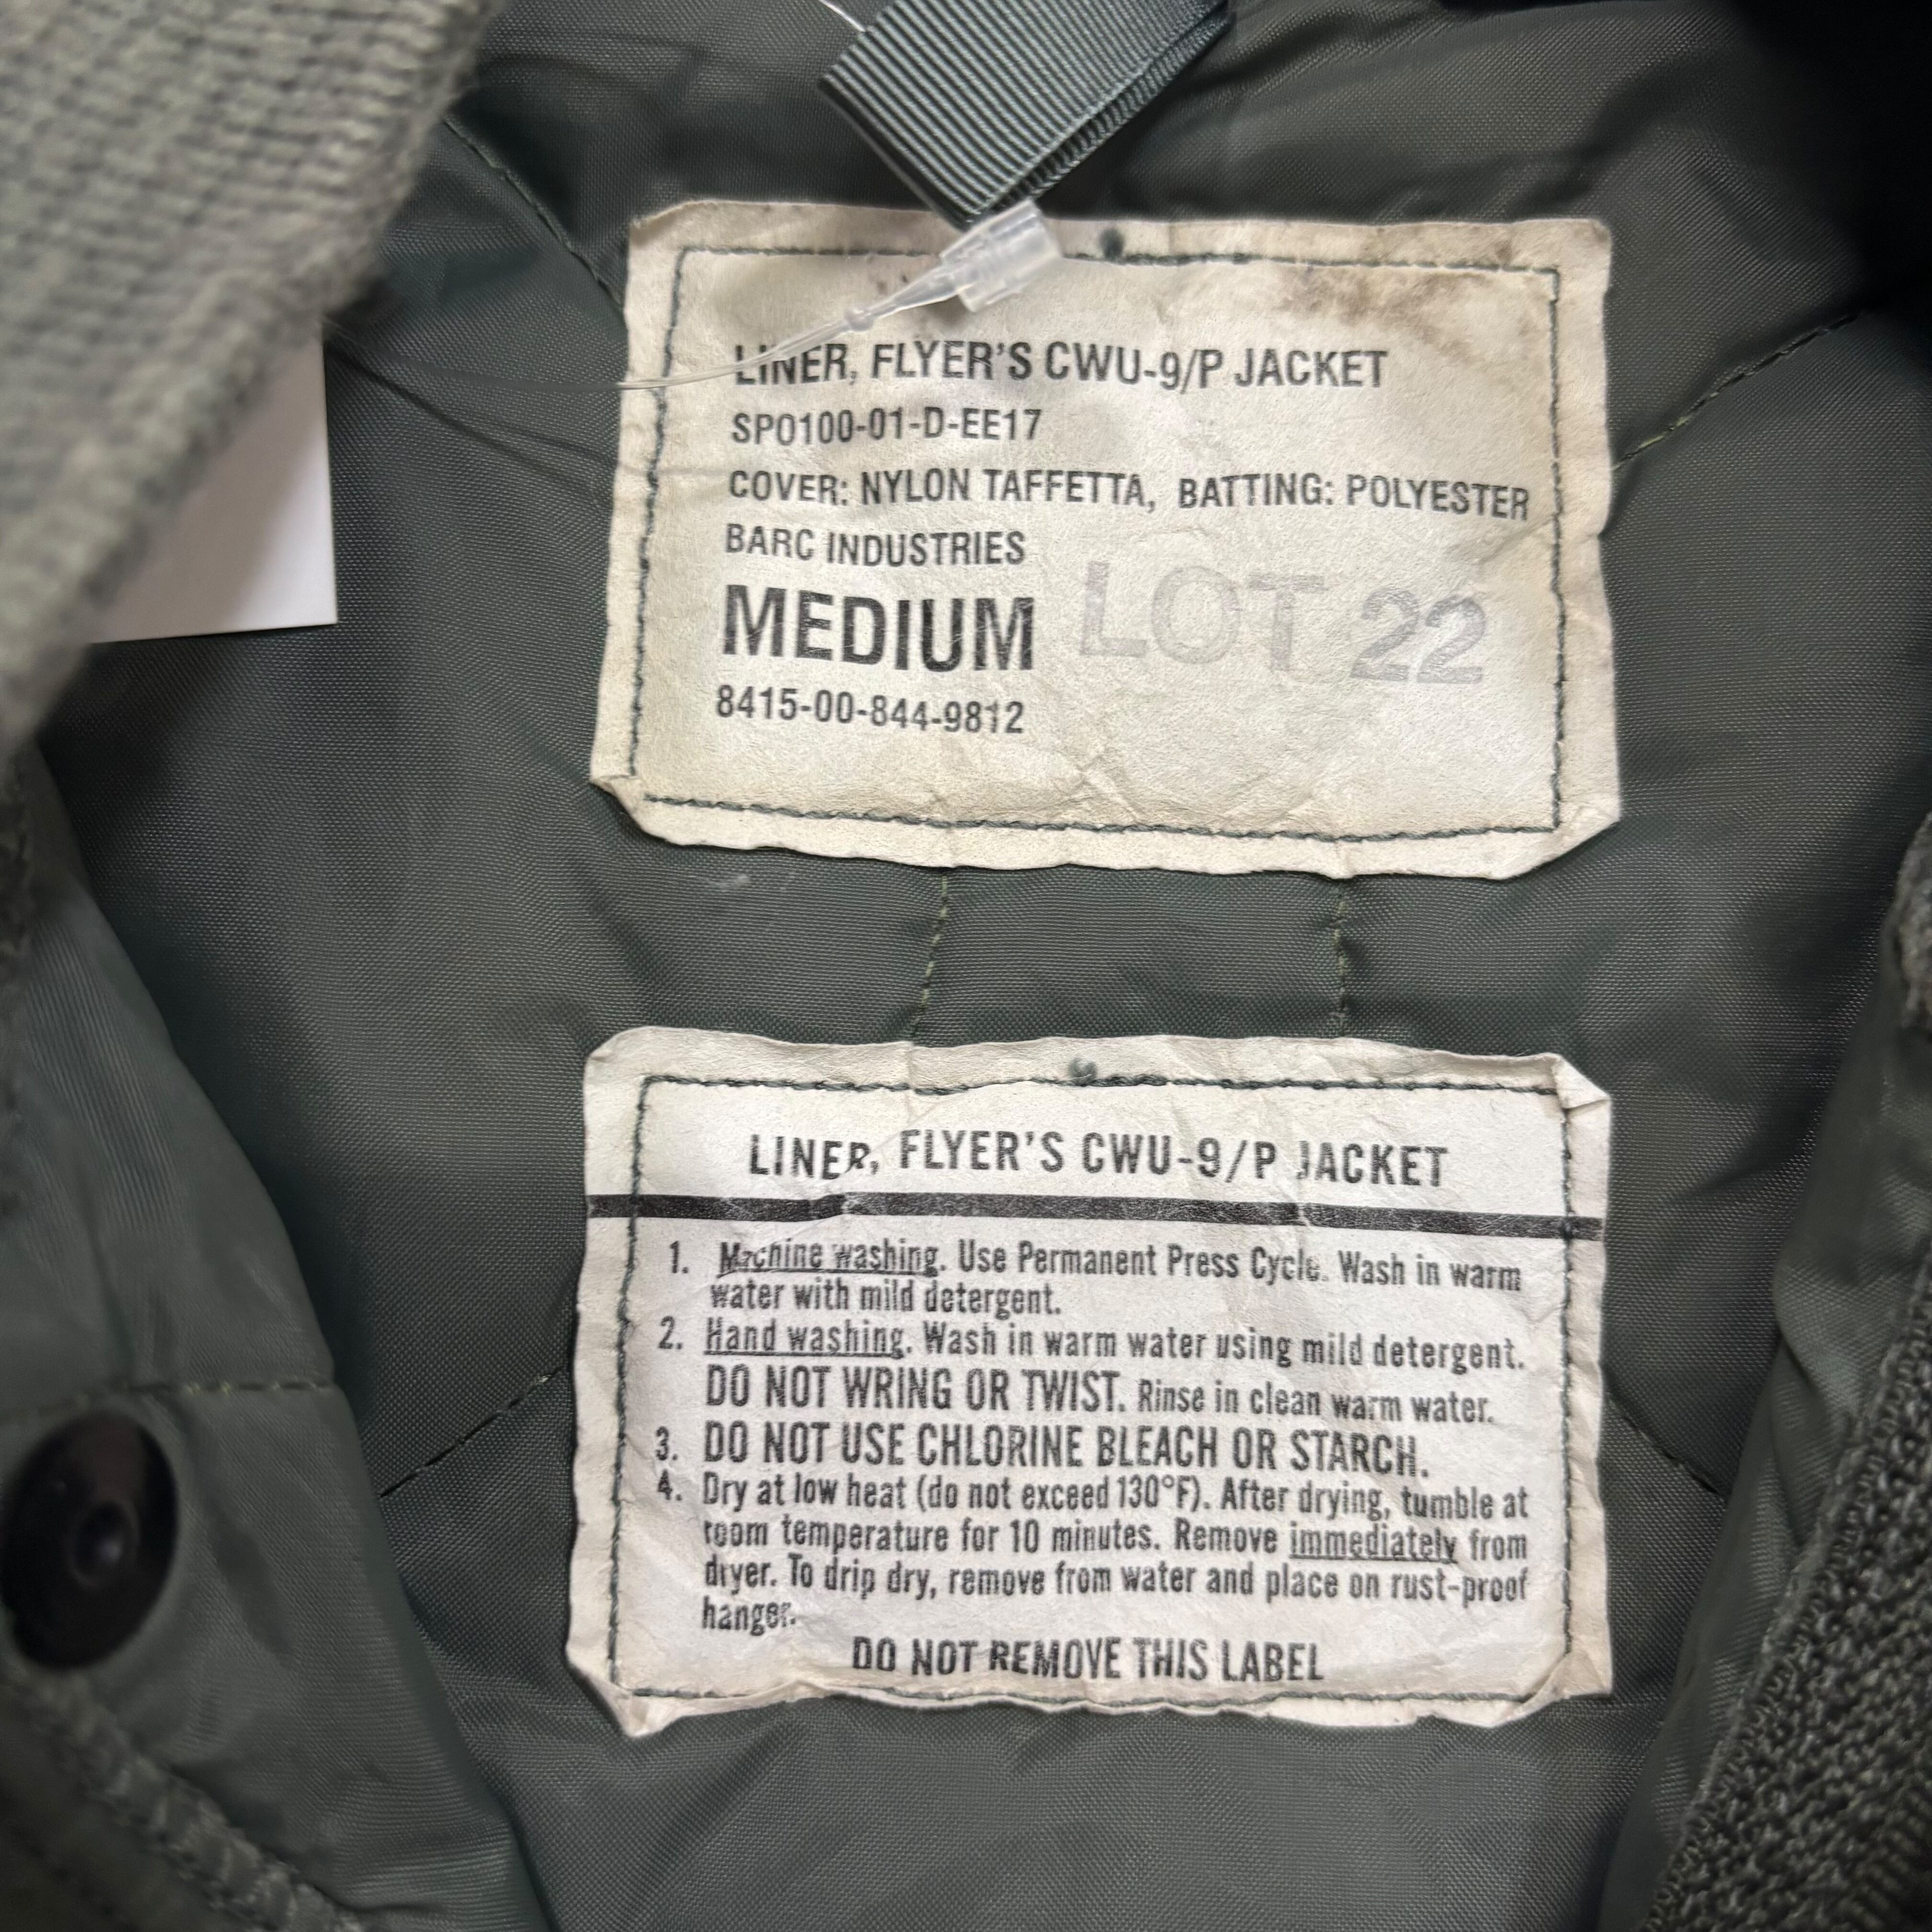 LINER, FLYER'S CWU-9/P JACKET
SPO100-01-D-EE17
COVER: NYLON TAFFETTA, BATTING: POLYESTER
BARC INDUSTRIES
MEDIUM LOT 22
8415-00-844-9812
LINER, FLYER'S CWU-9/P JACKET
1. Machine washing. Use Permanent Press Cycle. Wash in warm
water with mild detergent.
2. Hand washing. Wash in warm water using mild detergent.
DO NOT WRING OR TWIST. Rinse in clean warm water.
3. DO NOT USE CHLORINE BLEACH OR STARCH.
4. Dry at low heat (do not exceed 130°F). After drying, tumble at
room temperature for 10 minutes. Remove immediately from
dryer. To drip dry, remove from water and place on rust-proof
hanger.
DO NOT REMOVE THIS LABEL